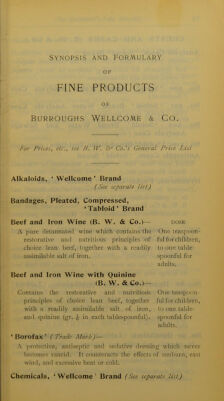 SYNOPSIS AND FORMULARY
OF
FINE PRODUCTS
OF
BURROUGHS WELLCOME & CO.
For Prices, etc., see B. W. & Co.'s General Price List
Alkaloids, ‘Wellcome’ Brand
(See separate list)
Bandages, Pleated, Compressed,
‘Tabloid’ Brand
Beef and Iron Wine (B. W. & Co.)— DOSE
A pure detannated wine which contains the One teaspoon-
restorative and nutritious principles of ful for children,
choice lean beef, together with a readily to one table-
assimilable salt of iron. spoonful for
adults.
Beef and Iron Wine with Quinine
(B. W. & Co.)—
Contains the restorative and nutritious One teaspoon-
principles of choice lean beef, together ful for children,
with a readily assimilable salt of iron, to one table-
and quinine (gr. in each tablespoonful). spoonful for
adults.
‘Borofax’ (Trade Mark)—
A protective, antiseptic and sedative dressing which never
becomes rancid. It counteracts the effects of sunburn, east
wind, and excessive heat or cold.
Chemicals, ‘Wellcome’ Brand (See separate list)